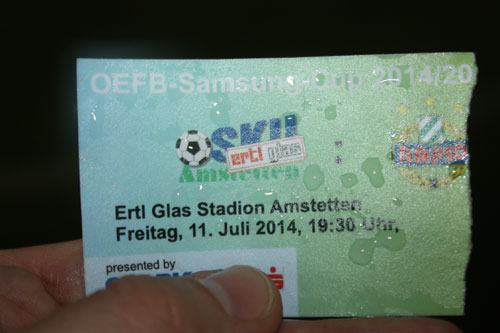 OEFB-Samsung-Cup 2014/20
SKU
ertl glas
Amstetten
:
RAPID
Ertl Glas Stadion Amstetten
Freitag, 11. Juli 2014, 19:30 Uhr,
presented by